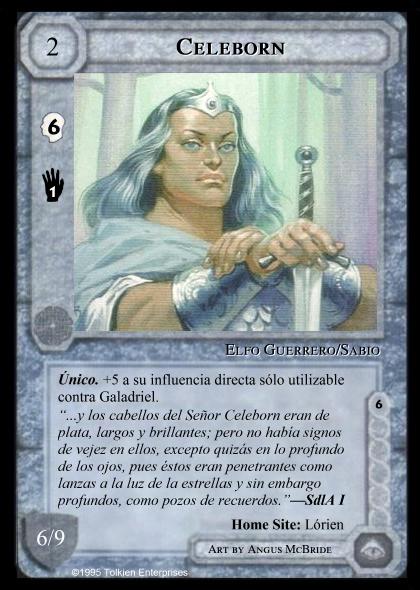 2
CELEBORN
6
1
ELFO GUERRERO/SABIO
Único. +5 a su influencia directa sólo utilizable
contra Galadriel.
6
“...y los cabellos del Señor Celeborn eran de
plata, largos y brillantes; pero no había signos
de vejez en ellos, excepto quizás en lo profundo
de los ojos, pues éstos eran penetrantes como
lanzas a la luz de la estrellas y sin embargo
profundos, como pozos de recuerdos.”—SdlA I
Home Site: Lórien
6/9
ART BY ANGUS MCBRIDE
©1995 Tolkien Enterprises